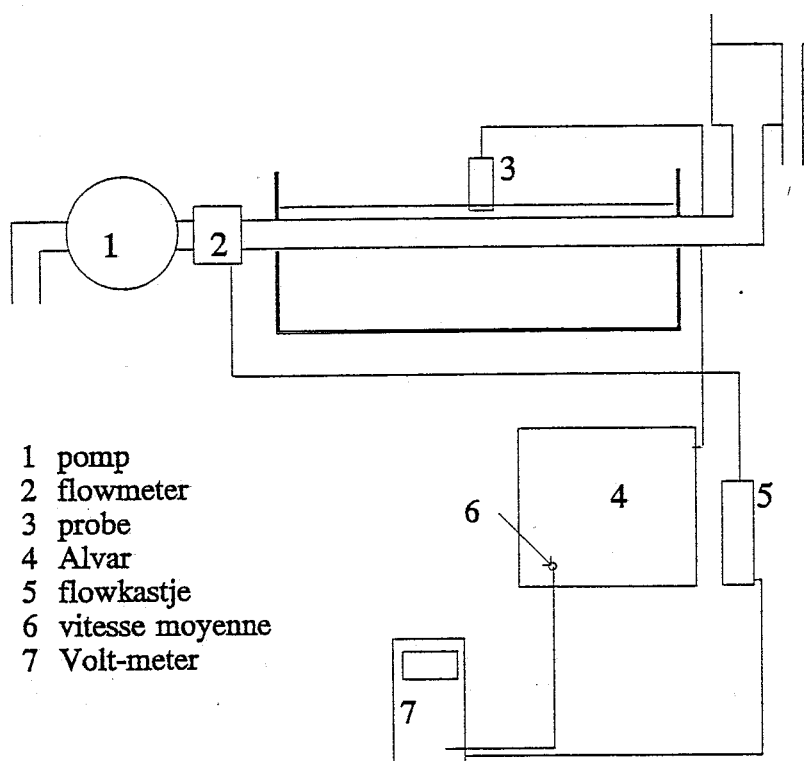 3
1
2
4
5
6
7
1 pomp
2 flowmeter
3 probe
4 Alvar
5 flowkastje
6 vitesse moyenne
7 Volt-meter